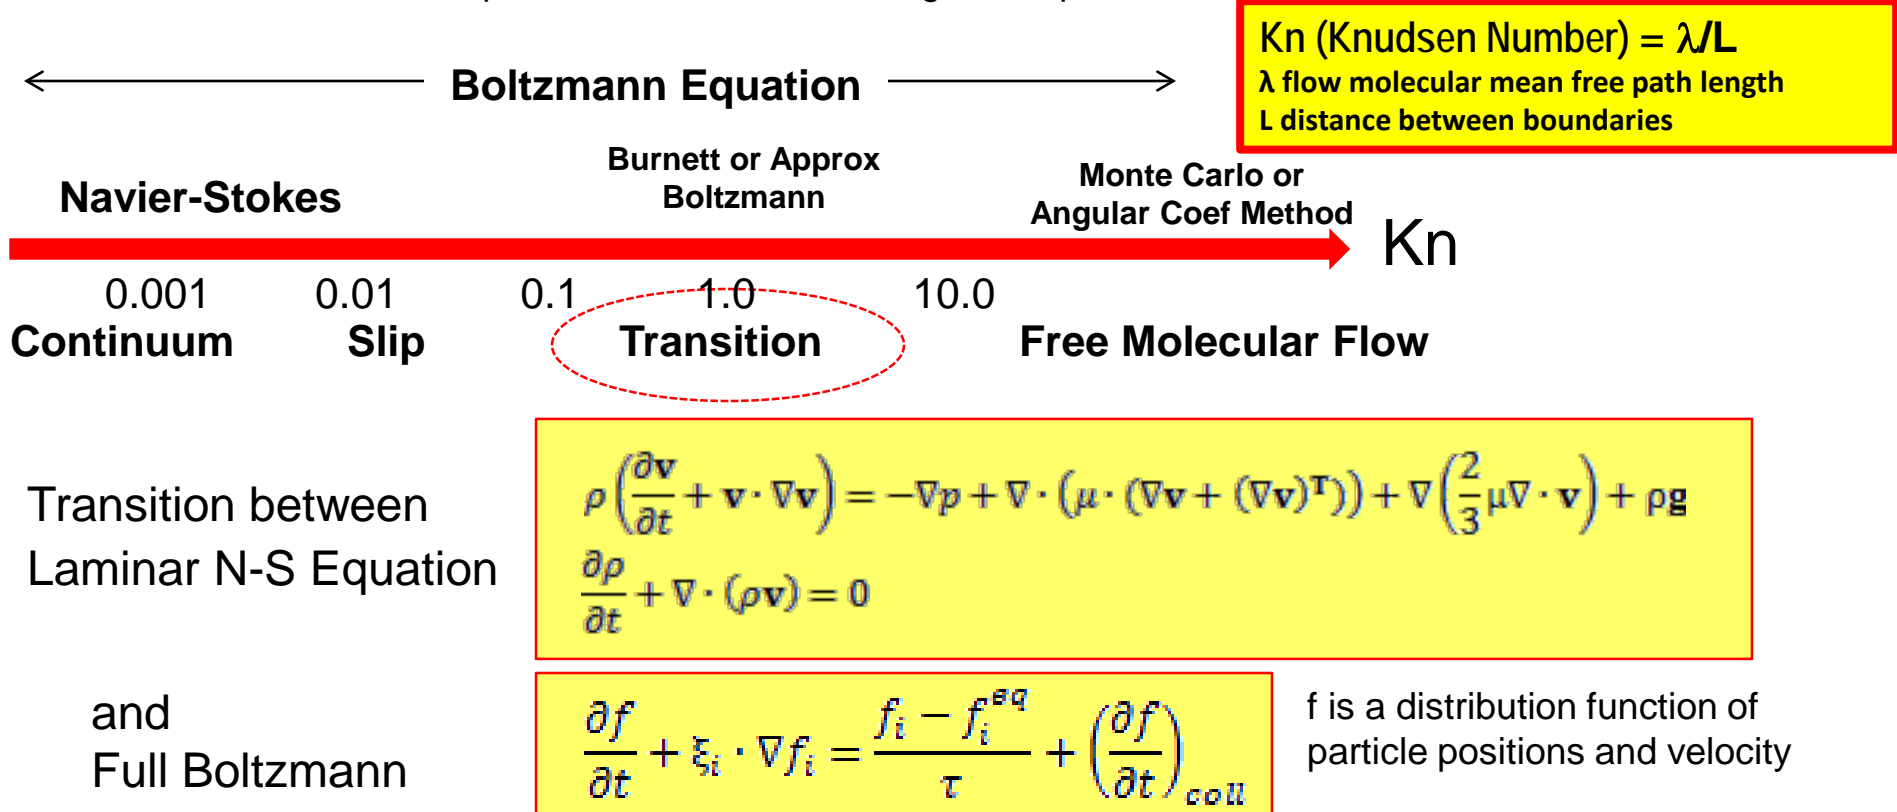 Kn (Knudsen Number) = λ/L
λ flow molecular mean free path length
L distance between boundaries
Boltzmann Equation
Burnett or Approx
Boltzmann
Monte Carlo or
Angular Coef Method
Navier-Stokes
Kn
0.001 0.01 0.1 1.0 10.0
Continuum Slip Transition Free Molecular Flow
Transition between
Laminar N-S Equation
ρ(∂v/∂t + v · ∇v) = −∇p + ∇ · (μ · (∇v + (∇v)ᵀ)) + ∇(2/3 μ∇ · v) + ρg
∂ρ/∂t + ∇ · (ρv) = 0
and
Full Boltzmann
∂f/∂t + ξᵢ · ∇fᵢ = (fᵢ − fᵢ^eq)/τ + (∂f/∂t)_coll
f is a distribution function of
particle positions and velocity